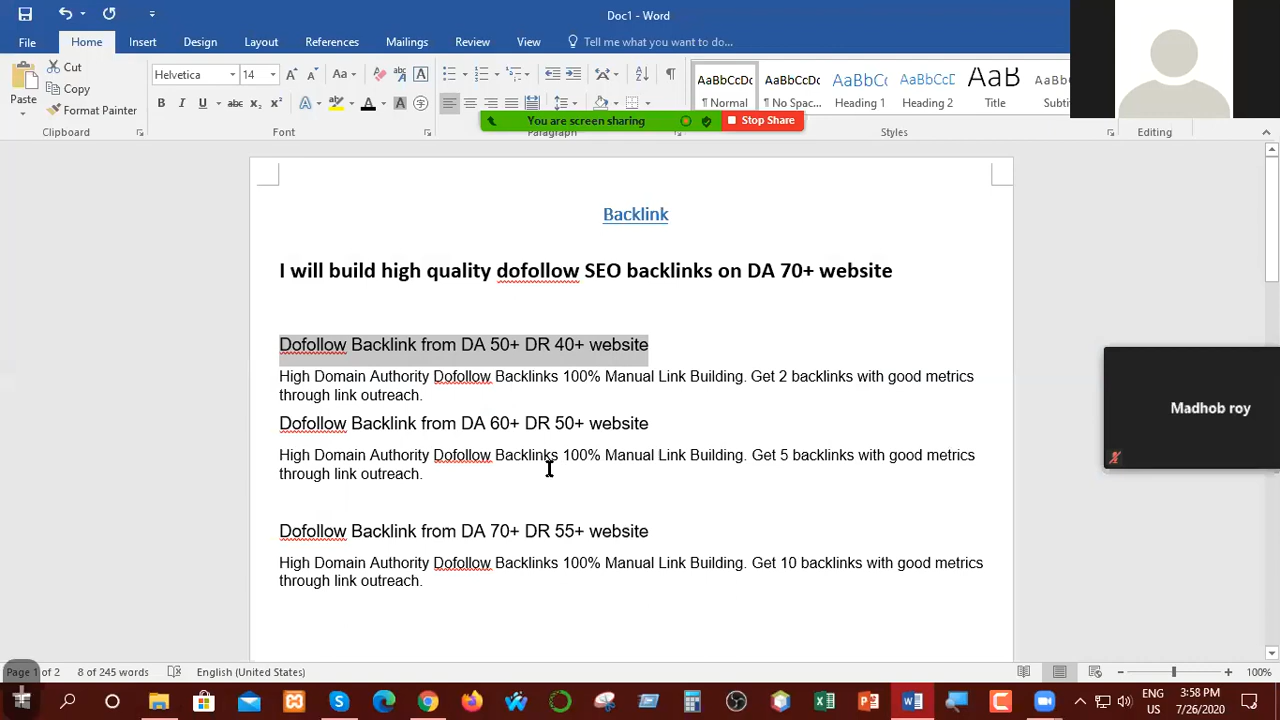 Doc1 - Word
File Home Insert Design Layout References Mailings Review View Tell me what you want to do...
Paste
Cut
Copy
Format Painter
Clipboard
Helvetica 14
Aa
B I U abc x₂ x²
Font
You are screen sharing Stop Share
Paragraph
AaBbCcDc AaBbCcDc AaBbCc AaBbCcC AaB
¶ Normal ¶ No Spac... Heading 1 Heading 2 Title Subtit
Styles
Editing
Backlink
I will build high quality dofollow SEO backlinks on DA 70+ website
Dofollow Backlink from DA 50+ DR 40+ website
High Domain Authority Dofollow Backlinks 100% Manual Link Building. Get 2 backlinks with good metrics
through link outreach.
Dofollow Backlink from DA 60+ DR 50+ website
High Domain Authority Dofollow Backlinks 100% Manual Link Building. Get 5 backlinks with good metrics
through link outreach.
Dofollow Backlink from DA 70+ DR 55+ website
High Domain Authority Dofollow Backlinks 100% Manual Link Building. Get 10 backlinks with good metrics
through link outreach.
Madhob roy
Page 1 of 2 8 of 245 words English (United States) 100%
ENG
US
3:58 PM
7/26/2020